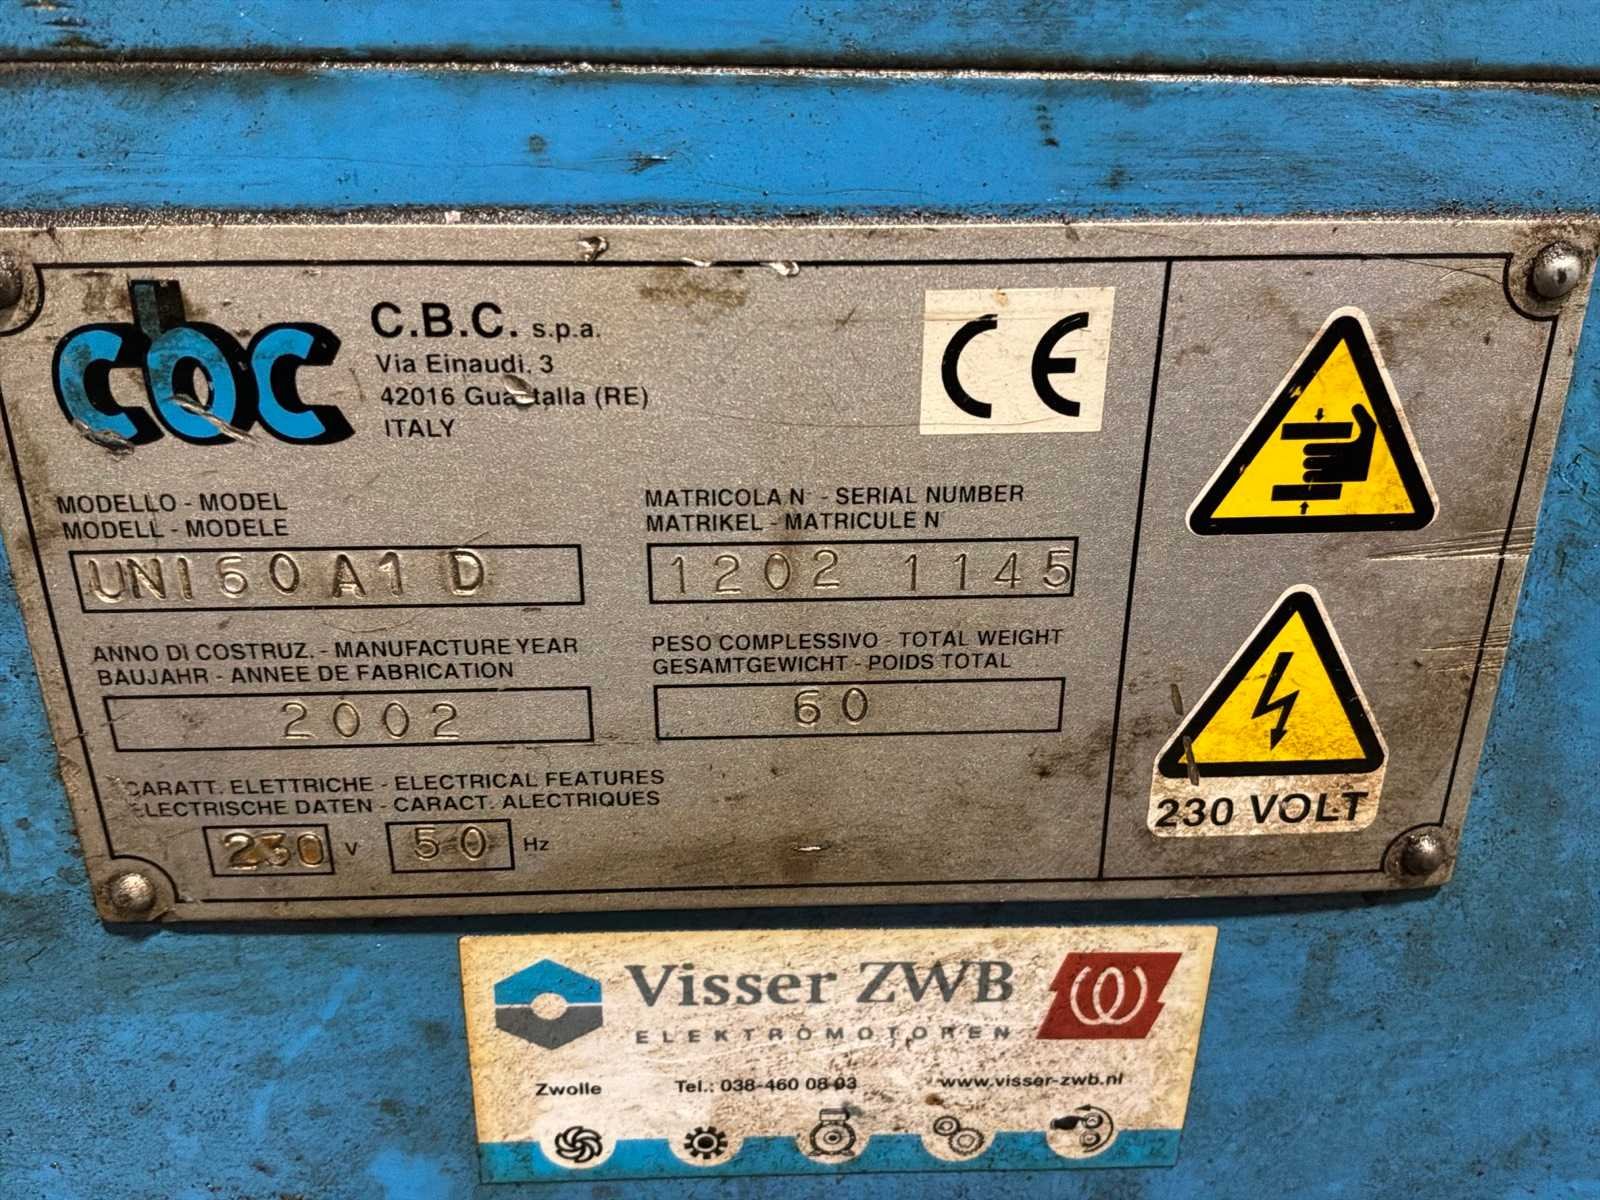 cbc
C.B.C. s.p.a.
Via Einaudi, 3
42016 Guastalla (RE)
ITALY
CE
MODELLO - MODEL
MODELL - MODELE
UNI60 A1 D
MATRICOLA N° - SERIAL NUMBER
MATRIKEL - MATRICULE N°
1202 1145
ANNO DI COSTRUZ. - MANUFACTURE YEAR
BAUJAHR - ANNEE DE FABRICATION
2002
PESO COMPLESSIVO - TOTAL WEIGHT
GESAMTGEWICHT - POIDS TOTAL
60
CARATT. ELETTRICHE - ELECTRICAL FEATURES
ELECTRISCHE DATEN - CARACT. ALECTRIQUES
230 V 50 Hz
230 VOLT
Visser ZWB
ELEKTROMOTOREN
Zwolle Tel.: 038-460 08 93 www.visser-zwb.nl